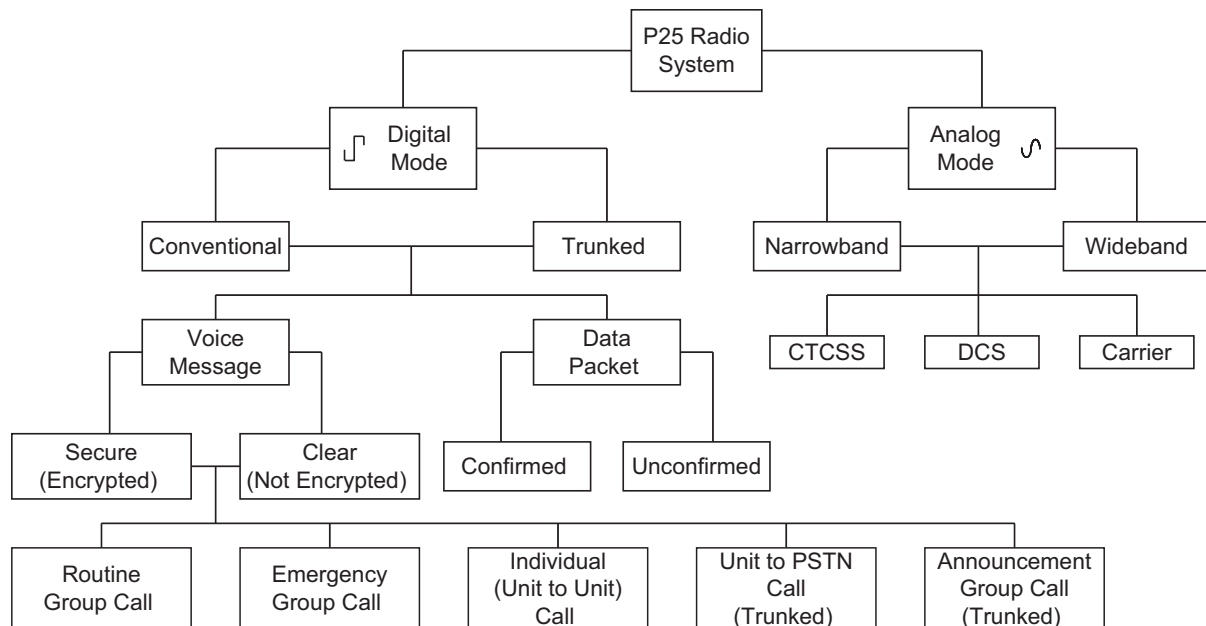 P25 Radio
System
Digital
Mode
Analog
Mode
Conventional
Trunked
Narrowband
Wideband
Voice
Message
Data
Packet
CTCSS
DCS
Carrier
Secure
(Encrypted)
Clear
(Not Encrypted)
Confirmed
Unconfirmed
Routine
Group Call
Emergency
Group Call
Individual
(Unit to Unit)
Call
Unit to PSTN
Call
(Trunked)
Announcement
Group Call
(Trunked)